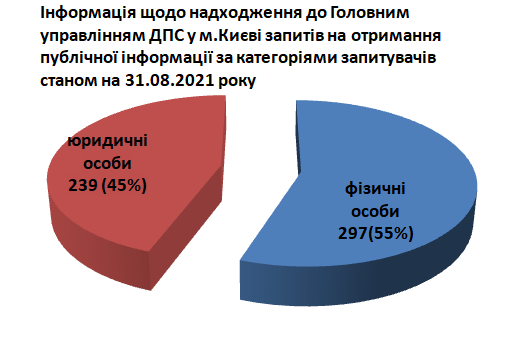 Інформація щодо надходження до Головним
управлінням ДПС у м.Києві запитів на отримання
публічної інформації за категоріями запитувачів
станом на 31.08.2021 року
юридичні
особи
239 (45%)
фізичні
особи
297(55%)